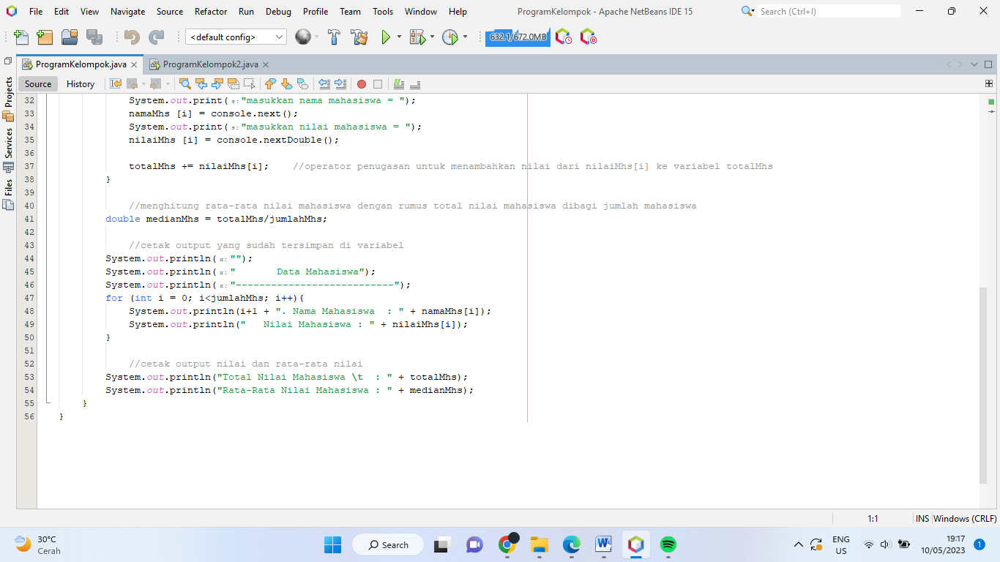 File Edit View Navigate Source Refactor Run Debug Profile Team Tools Window Help ProgramKelompok - Apache NetBeans IDE 15 Search (Ctrl+I)
<default config> 632.1/672.0MB
ProgramKelompok.java ProgramKelompok2.java
Source History
Projects
Services
Files
32 System.out.print(s:"masukkan nama mahasiswa = ");
33 namaMhs [i] = console.next();
34 System.out.print(s:"masukkan nilai mahasiswa = ");
35 nilaiMhs [i] = console.nextDouble();
36
37 totalMhs += nilaiMhs[i]; //operator penugasan untuk menambahkan nilai dari nilaiMhs[i] ke variabel totalMhs
38 }
39
40 //menghitung rata-rata nilai mahasiswa dengan rumus total nilai mahasiswa dibagi jumlah mahasiswa
41 double medianMhs = totalMhs/jumlahMhs;
42
43 //cetak output yang sudah tersimpan di variabel
44 System.out.println(x:"");
45 System.out.println(x:"       Data Mahasiswa");
46 System.out.println(x:"---------------------------");
47 for (int i = 0; i<jumlahMhs; i++){
48 System.out.println(i+1 + ". Nama Mahasiswa  : " + namaMhs[i]);
49 System.out.println("   Nilai Mahasiswa : " + nilaiMhs[i]);
50 }
51
52 //cetak output nilai dan rata-rata nilai
53 System.out.println("Total Nilai Mahasiswa \t  : " + totalMhs);
54 System.out.println("Rata-Rata Nilai Mahasiswa : " + medianMhs);
55 }
56 }
1:1 INS Windows (CRLF)
30°C
Cerah
Search
ENG
US
19:17
10/05/2023
1